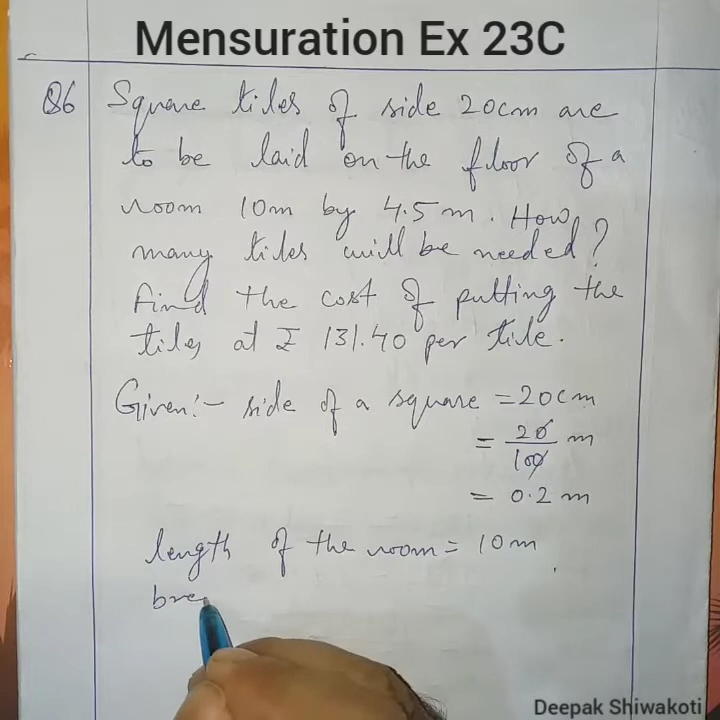 Mensuration Ex 23C
Q6 Square tiles of side 20cm are
to be laid on the floor of a
room 10m by 4.5 m. How
many tiles will be needed?
Find the cost of putting the
tiles at ₹ 131.40 per tile.
Given:- side of a square = 20cm
= 20/100 m
= 0.2 m
length of the room = 10m
bre
Deepak Shiwakoti